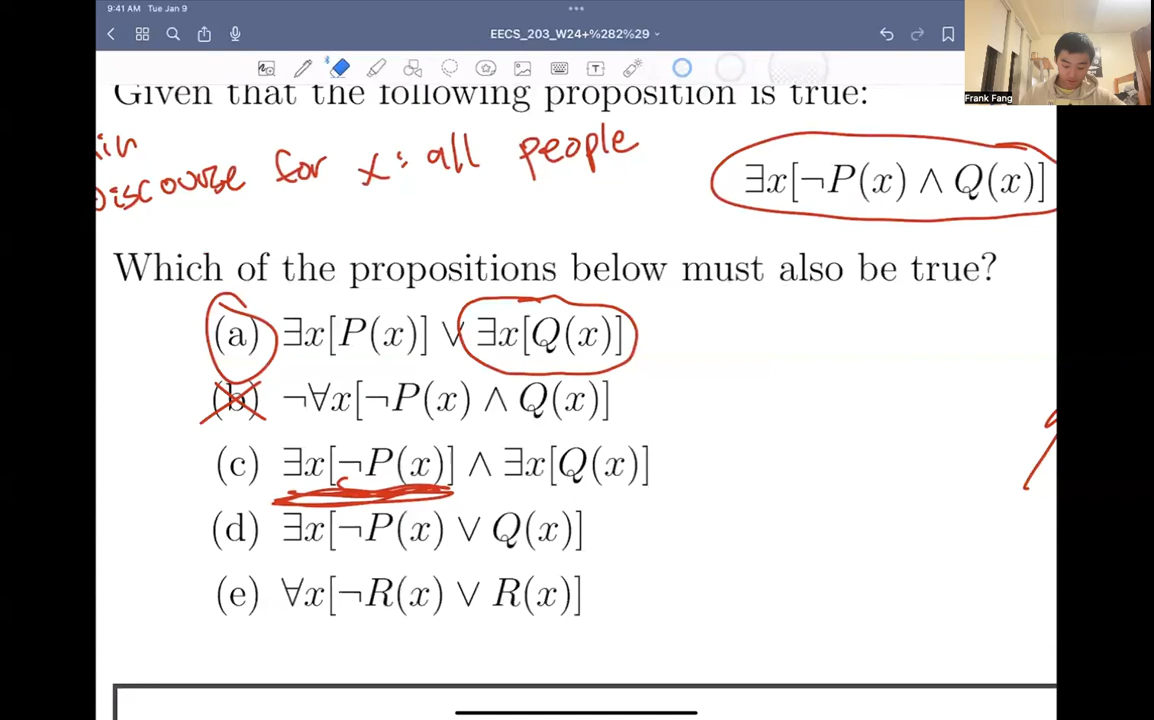 9:41 AM Tue Jan 9
EECS_203_W24+%282%29
Frank Fang
Given that the following proposition is true:
Discourse for x: all people
∃x[¬P(x) ∧ Q(x)]
Which of the propositions below must also be true?
(a) ∃x[P(x)] ∨ ∃x[Q(x)]
(b) ¬∀x[¬P(x) ∧ Q(x)]
(c) ∃x[¬P(x)] ∧ ∃x[Q(x)]
(d) ∃x[¬P(x) ∨ Q(x)]
(e) ∀x[¬R(x) ∨ R(x)]